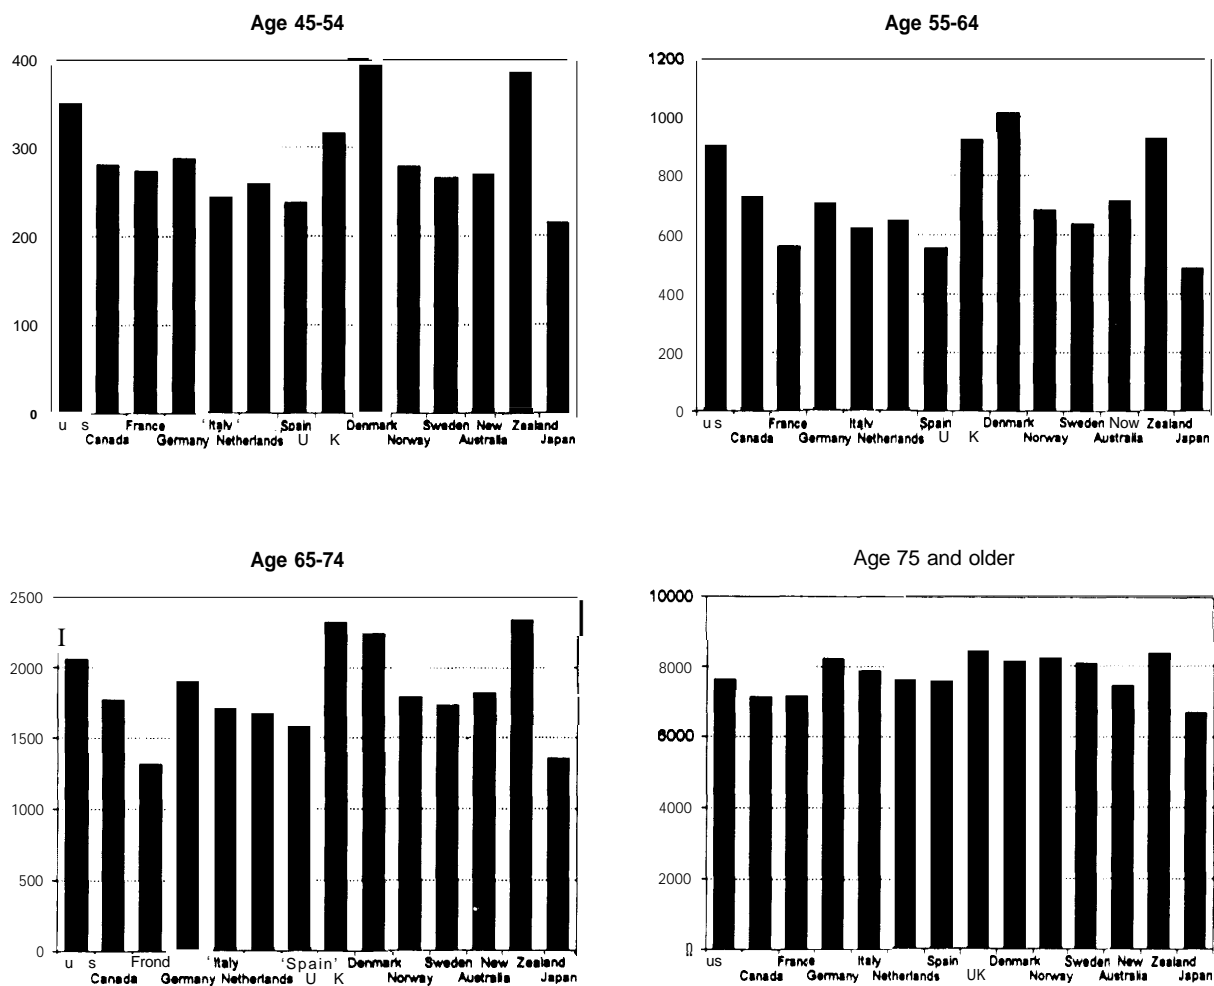 Age 45-54
400
300
200
100
0
u s France ‘Italy ‘ Spain Denmark Sweden New Zealand
Canada Germany Netherlands U K Norway Australia Japan
Age 55-64
1200
1000
800
600
400
200
0
us France Italy Spain Denmark Sweden Now Zealand
Canada Germany Netherlands U K Norway Australia Japan
Age 65-74
2500
I
2000
1500
1000
500
0
u s Frond ‘Italy ‘Spain’ Denmark Sweden New Zealand
Canada Germany Netherlands U K Norway Australia Japan
Age 75 and older
10000
8000
6000
4000
2000
0
us France Italy Spain Denmark Sweden New Zealand
Canada Germany Netherlands UK Norway Australia Japan